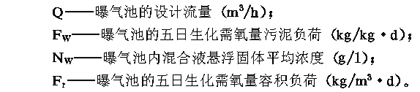 Q——曝气池的设计流量（m³/h）；
Fw——曝气池的五日生化需氧量污泥负荷（kg/kg·d）；
Nw——曝气池内混合液悬浮固体平均浓度（g/1）；
Fr——曝气池的五日生化需氧量容积负荷（kg/m³·d）。